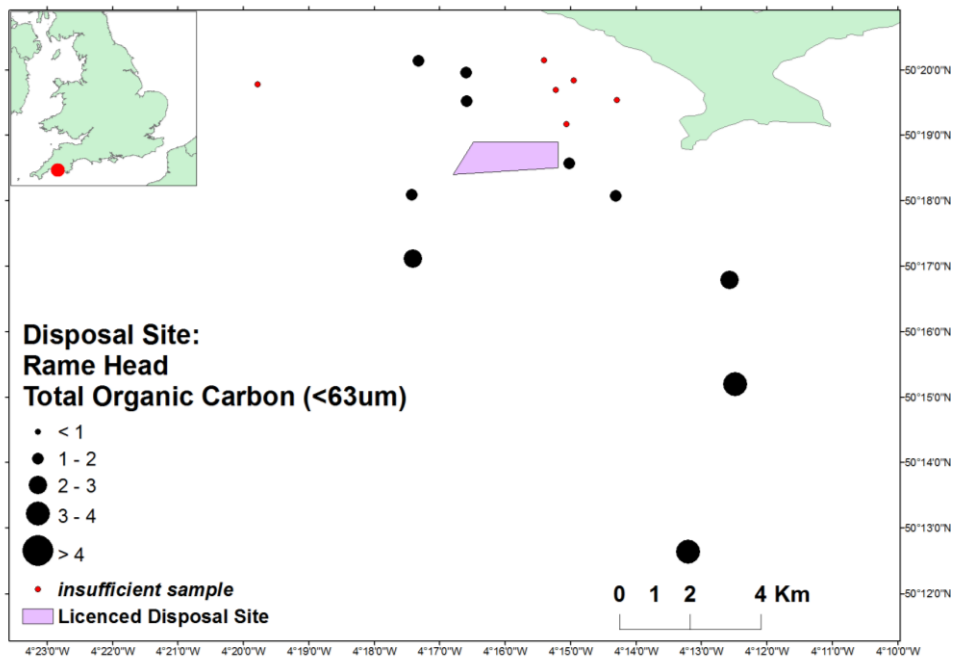 50°20'0"N
50°19'0"N
50°18'0"N
50°17'0"N
50°16'0"N
50°15'0"N
50°14'0"N
50°13'0"N
50°12'0"N
Disposal Site:
Rame Head
Total Organic Carbon (<63um)
< 1
1 - 2
2 - 3
3 - 4
> 4
insufficient sample
Licenced Disposal Site
0 1 2 4 Km
4°23'0"W 4°22'0"W 4°21'0"W 4°20'0"W 4°19'0"W 4°18'0"W 4°17'0"W 4°16'0"W 4°15'0"W 4°14'0"W 4°13'0"W 4°12'0"W 4°11'0"W 4°10'0"W